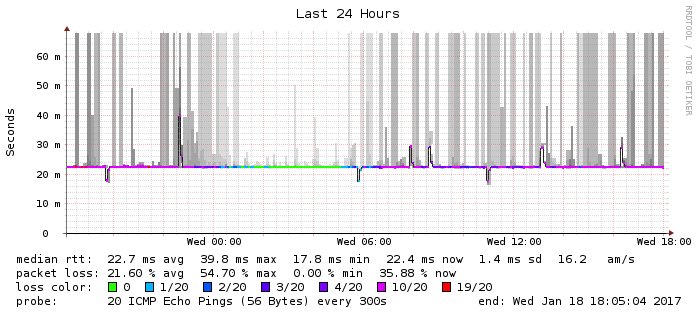 Last 24 Hours
RRDTOOL / TOBI OETIKER
Seconds
60 m
50 m
40 m
30 m
20 m
10 m
0
Wed 00:00 Wed 06:00 Wed 12:00 Wed 18:00
median rtt: 22.7 ms avg 39.8 ms max 17.8 ms min 22.4 ms now 1.4 ms sd 16.2 am/s
packet loss: 21.60 % avg 54.70 % max 0.00 % min 35.88 % now
loss color: 0 1/20 2/20 3/20 4/20 10/20 19/20
probe: 20 ICMP Echo Pings (56 Bytes) every 300s end: Wed Jan 18 18:05:04 2017